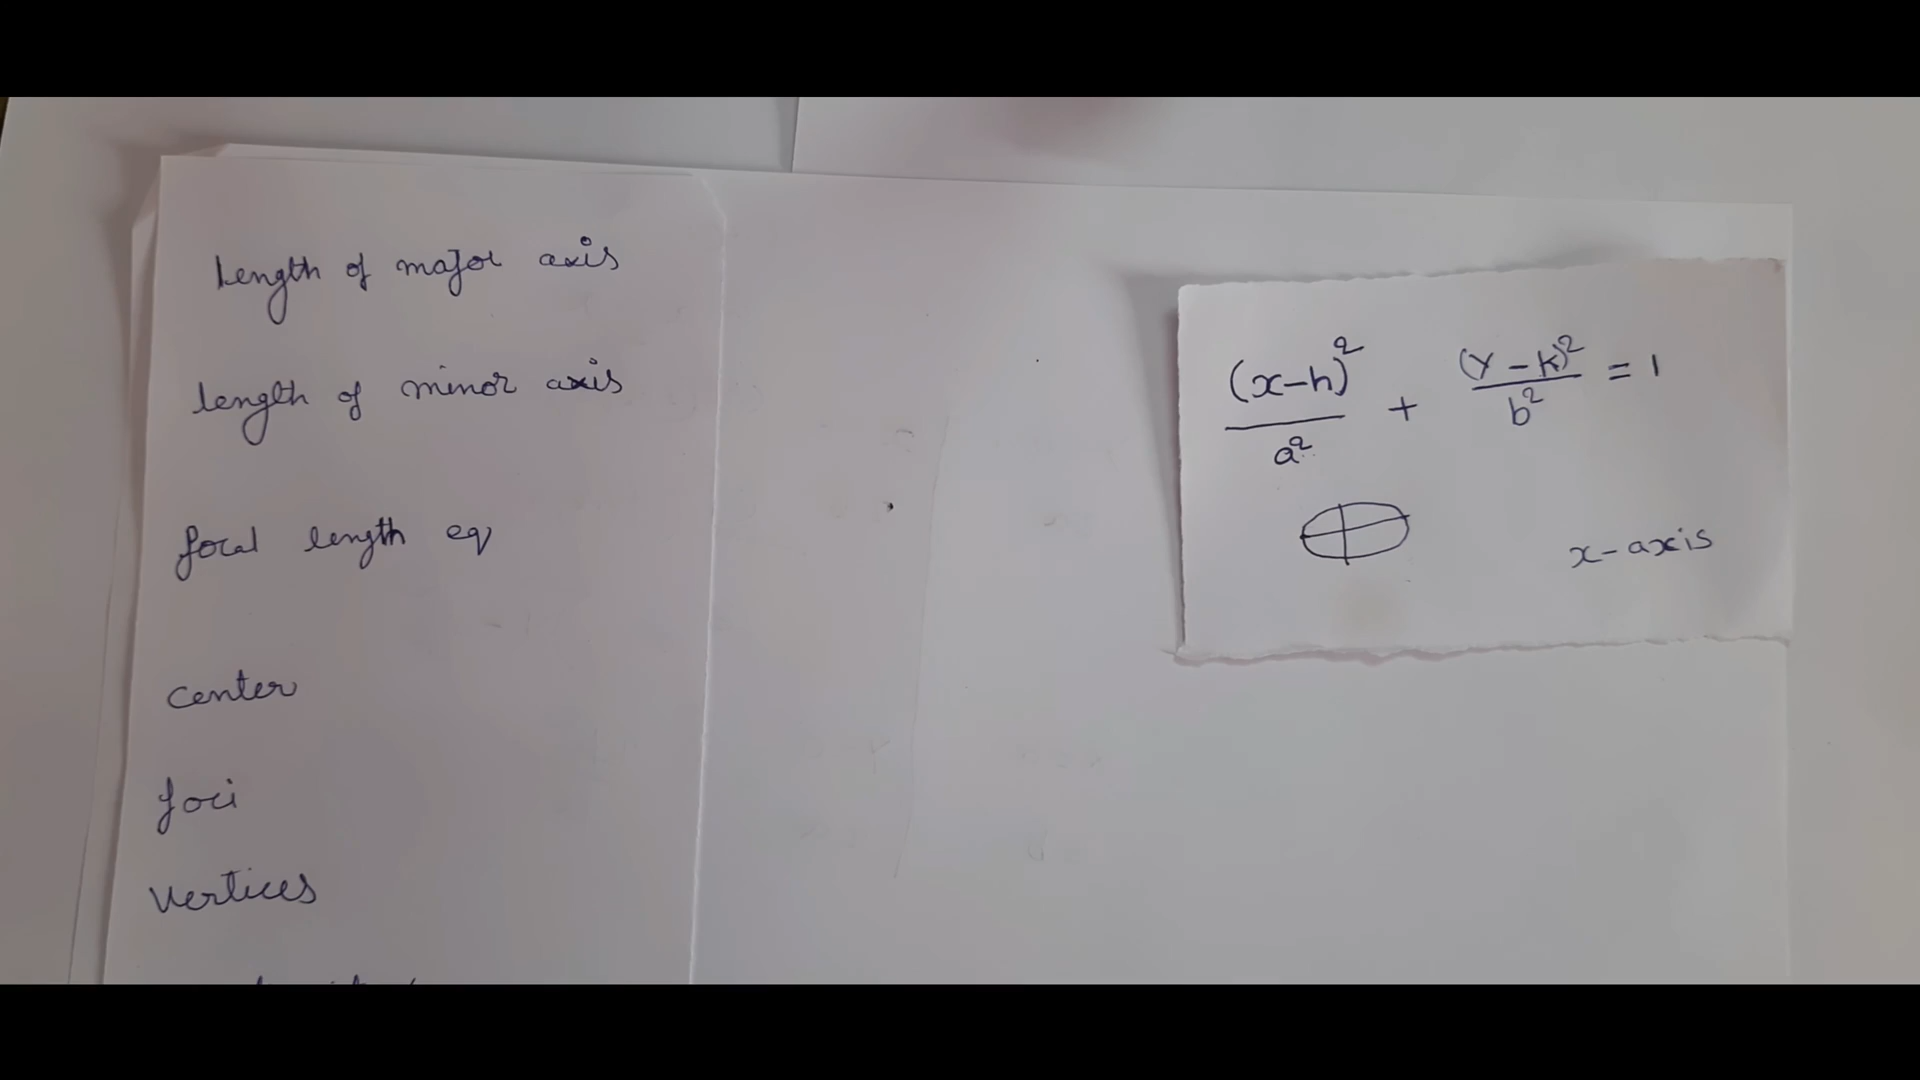 Length of major axis
length of minor axis
focal length eq
center
foci
vertices
(x-h)²/a² + (y-k)²/b² = 1
x-axis